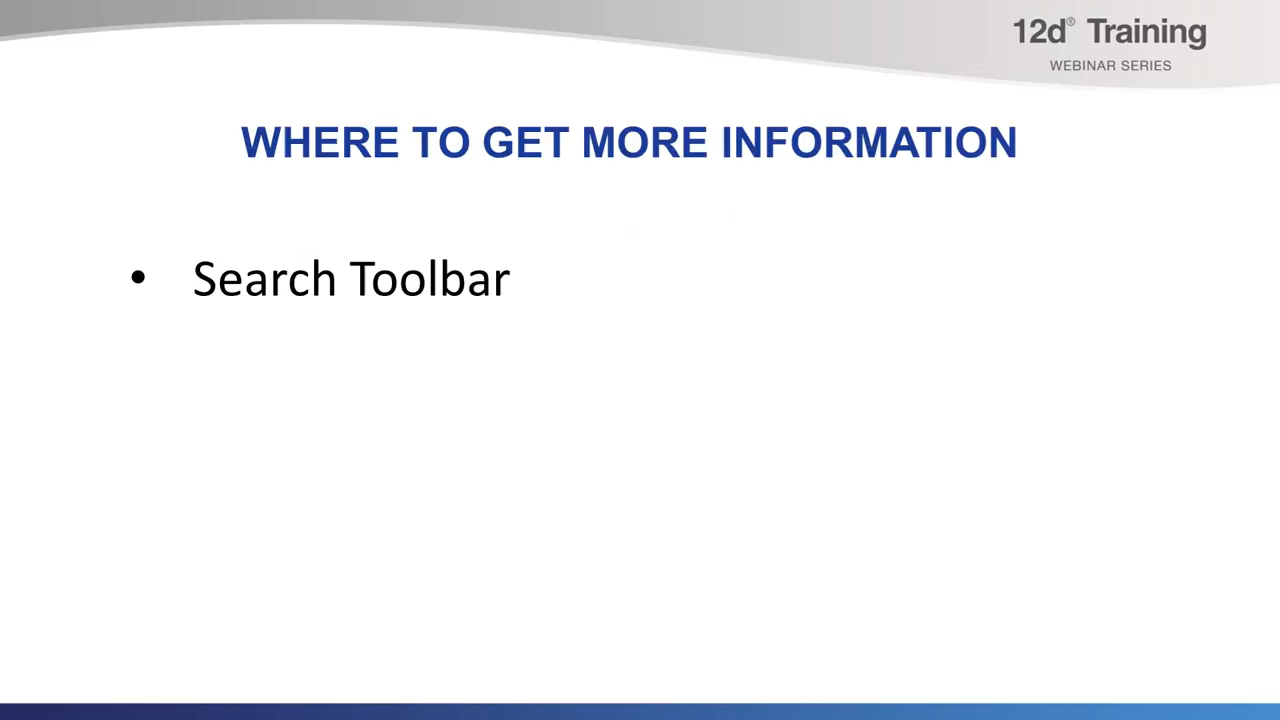 12d® Training
WEBINAR SERIES
WHERE TO GET MORE INFORMATION
• Search Toolbar